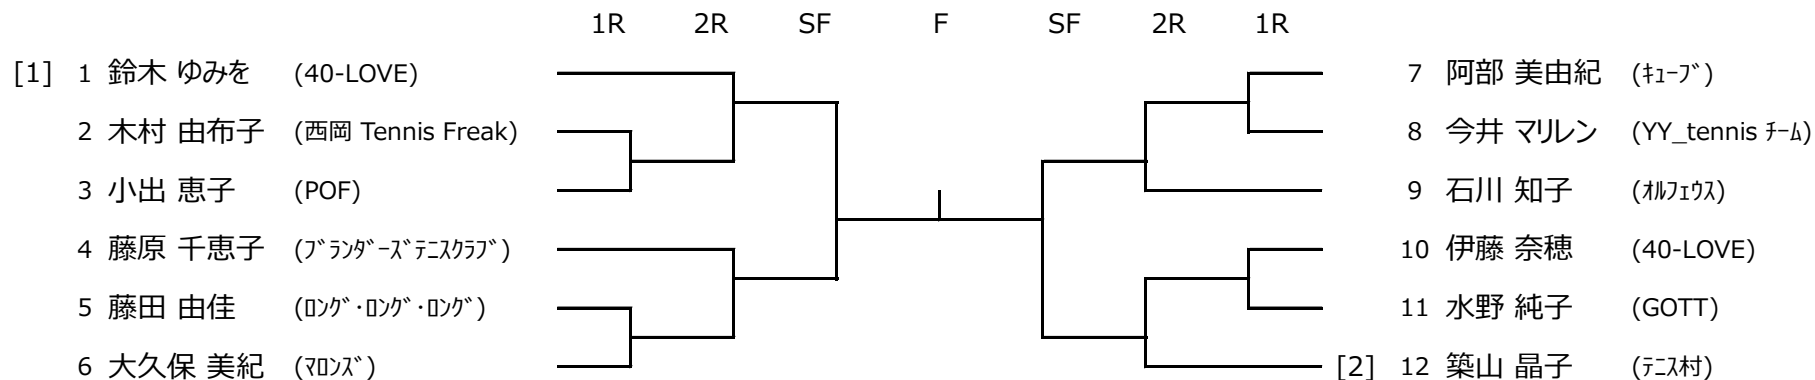 1R 2R SF F SF 2R 1R
[1] 1 鈴木 ゆみを (40-LOVE)
2 木村 由布子 (西岡 Tennis Freak)
3 小出 恵子 (POF)
4 藤原 千恵子 (ﾌﾞﾗﾝﾀﾞｰｽﾞﾃﾆｽｸﾗﾌﾞ)
5 藤田 由佳 (ﾛﾝｸﾞ･ﾛﾝｸﾞ･ﾛﾝｸﾞ)
6 大久保 美紀 (ﾏﾛﾝｽﾞ)
7 阿部 美由紀 (ｷｭｰﾌﾞ)
8 今井 マリルン (YY_tennis ﾁｰﾑ)
9 石川 知子 (ｵﾙﾌｪｳｽ)
10 伊藤 奈穂 (40-LOVE)
11 水野 純子 (GOTT)
[2] 12 築山 晶子 (ﾃﾆｽ村)